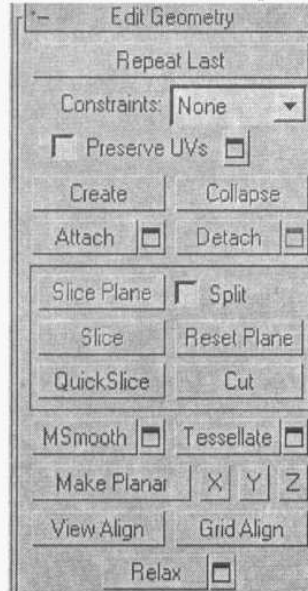 Edit Geometry
Repeat Last
Constraints: None
Preserve UVs
Create Collapse
Attach Detach
Slice Plane Split
Slice Reset Plane
QuickSlice Cut
MSmooth Tessellate
Make Planar X Y Z
View Align Grid Align
Relax